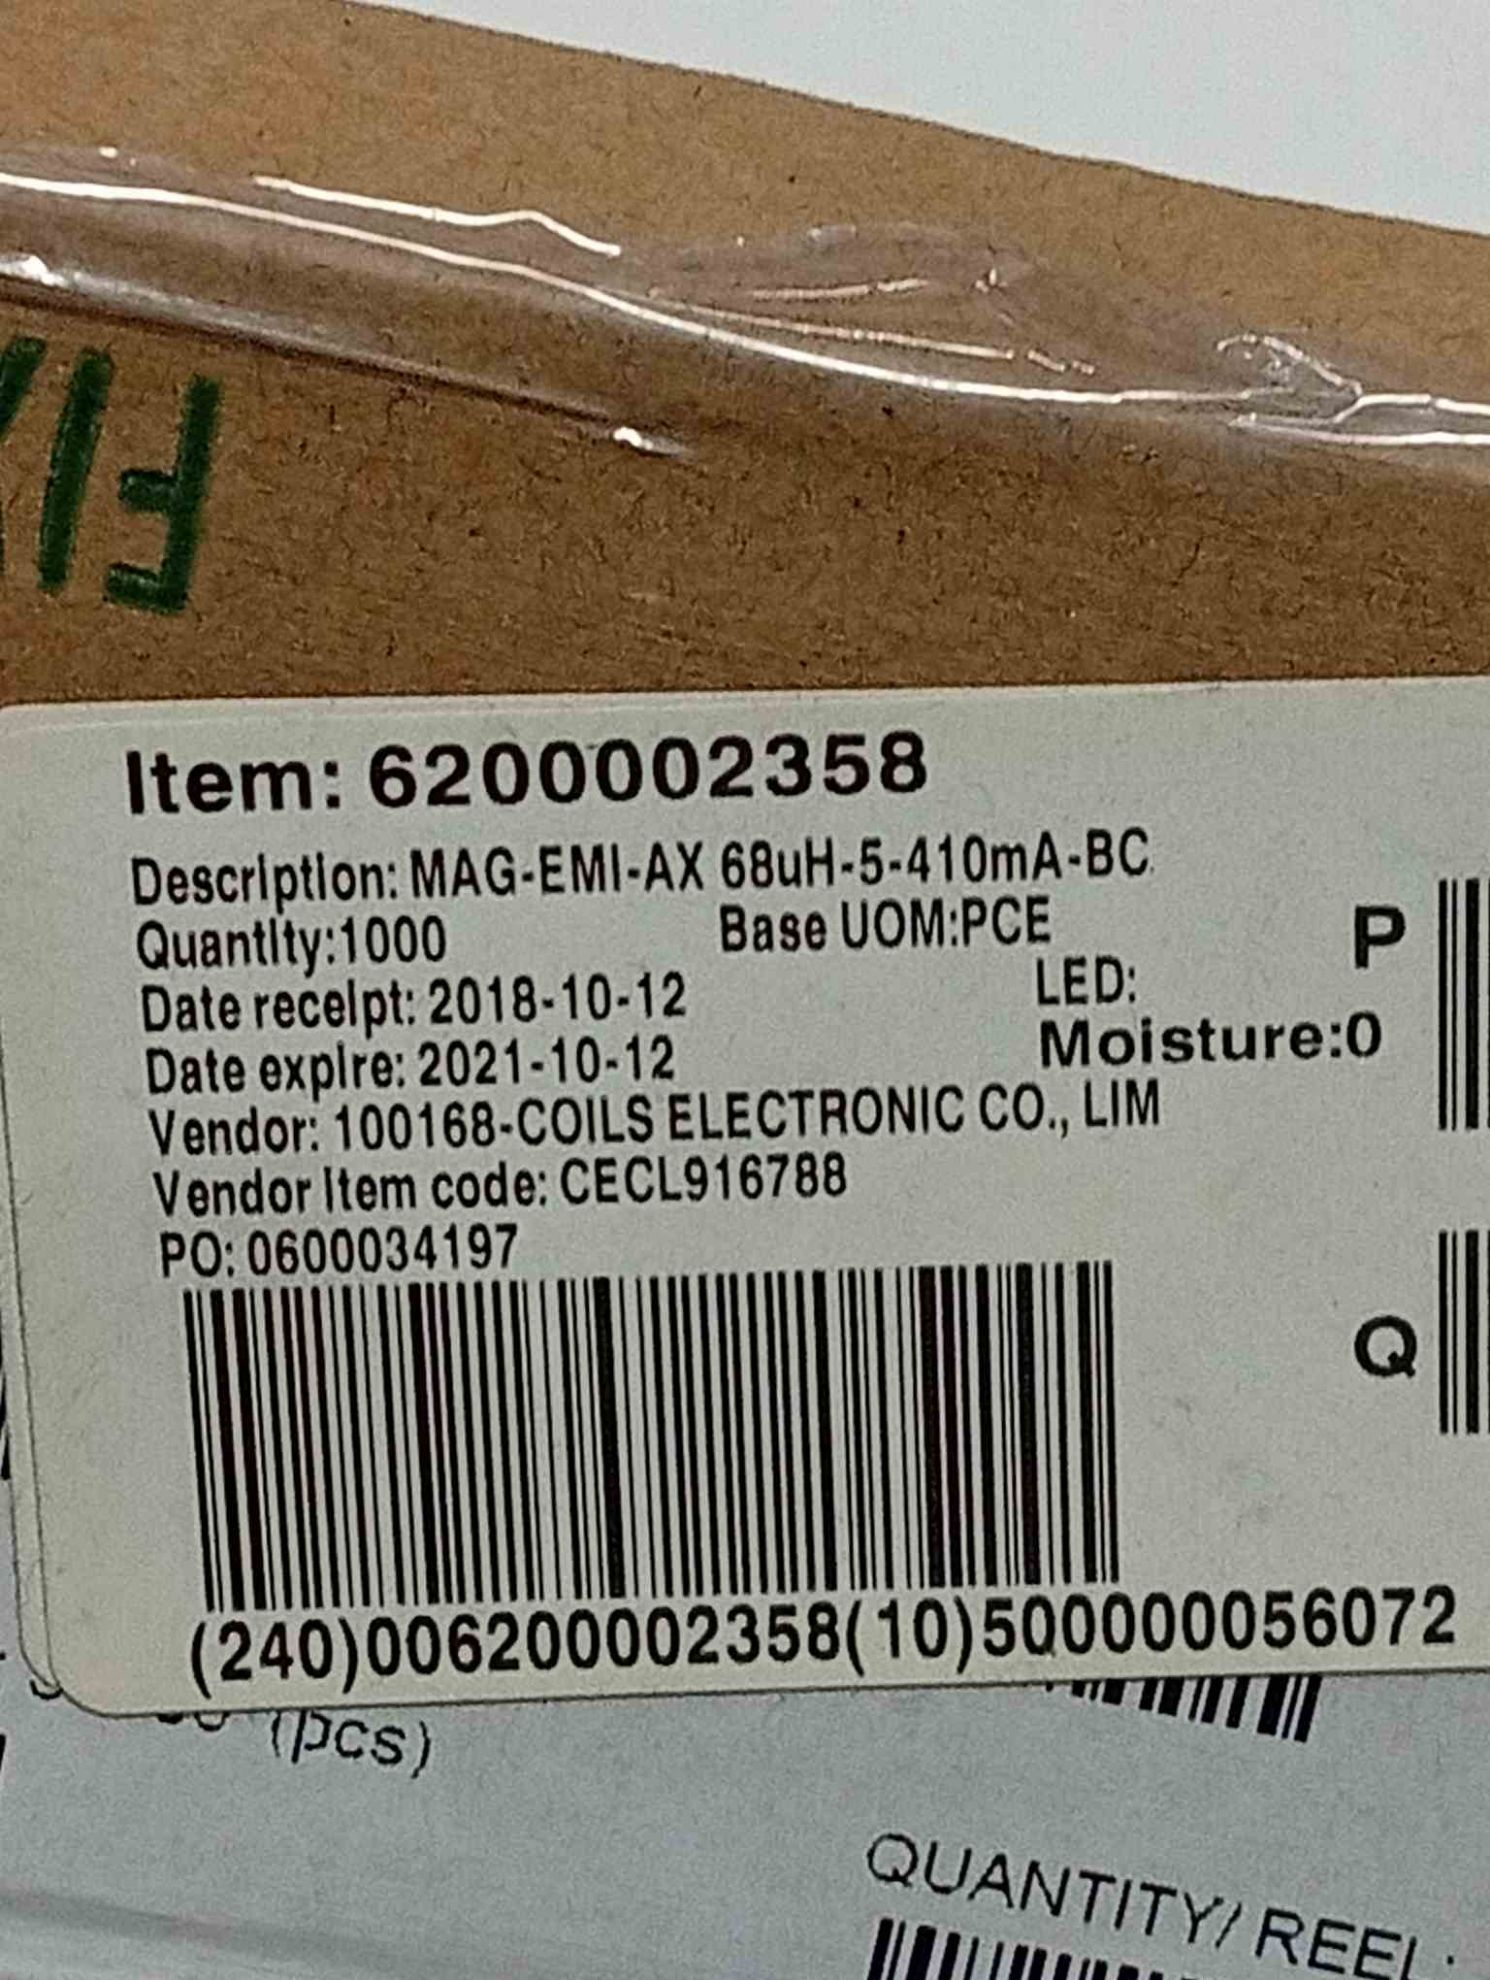 Item: 6200002358
Description: MAG-EMI-AX 68uH-5-410mA-BC
Quantity:1000 Base UOM:PCE
P
Date receipt: 2018-10-12 LED:
Date expire: 2021-10-12 Moisture:0
Vendor: 100168-COILS ELECTRONIC CO., LIM
Vendor Item code: CECL916788
PO: 0600034197
Q
(240)006200002358(10)500000056072
(pcs)
QUANTITY/ REEL: